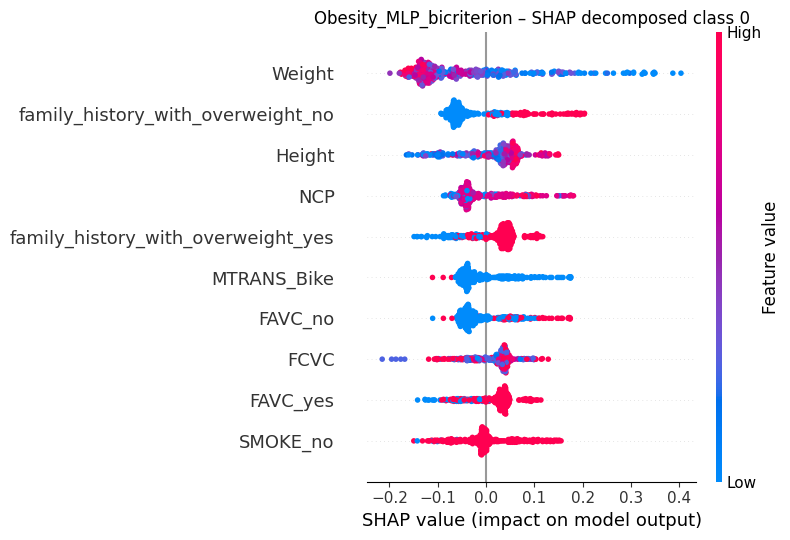 Obesity_MLP_bicriterion – SHAP decomposed class 0
High
Weight
family_history_with_overweight_no
Height
NCP
family_history_with_overweight_yes
MTRANS_Bike
FAVC_no
FCVC
FAVC_yes
SMOKE_no
Feature value
Low
−0.2 −0.1 0.0 0.1 0.2 0.3 0.4
SHAP value (impact on model output)